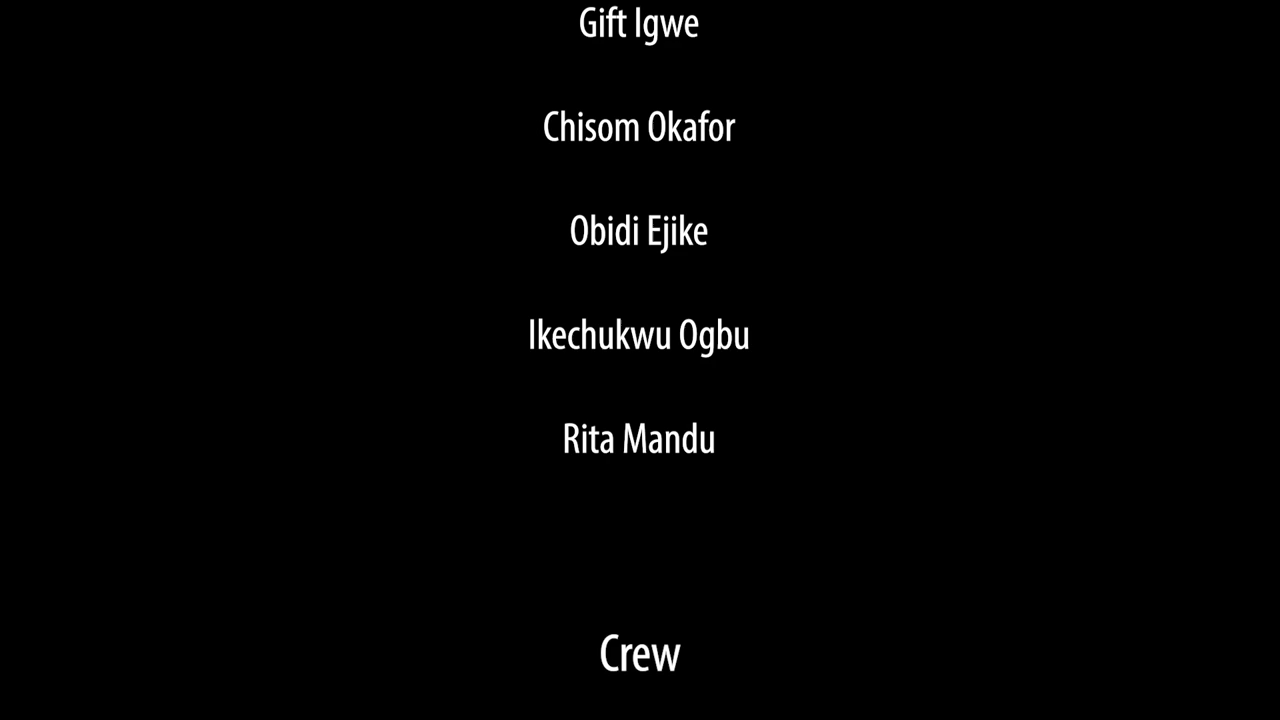 Gift Igwe
Chisom Okafor
Obidi Ejike
Ikechukwu Ogbu
Rita Mandu
Crew